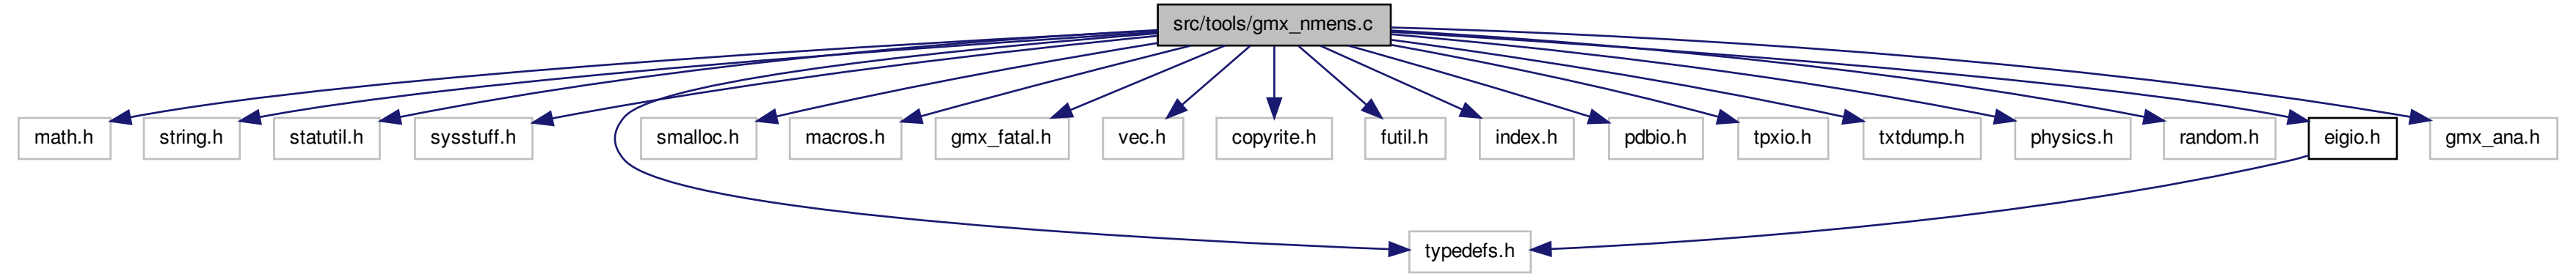 src/tools/gmx_nmens.c
math.h
string.h
statutil.h
sysstuff.h
smalloc.h
macros.h
gmx_fatal.h
vec.h
copyrite.h
futil.h
index.h
pdbio.h
tpxio.h
txtdump.h
physics.h
random.h
eigio.h
gmx_ana.h
typedefs.h